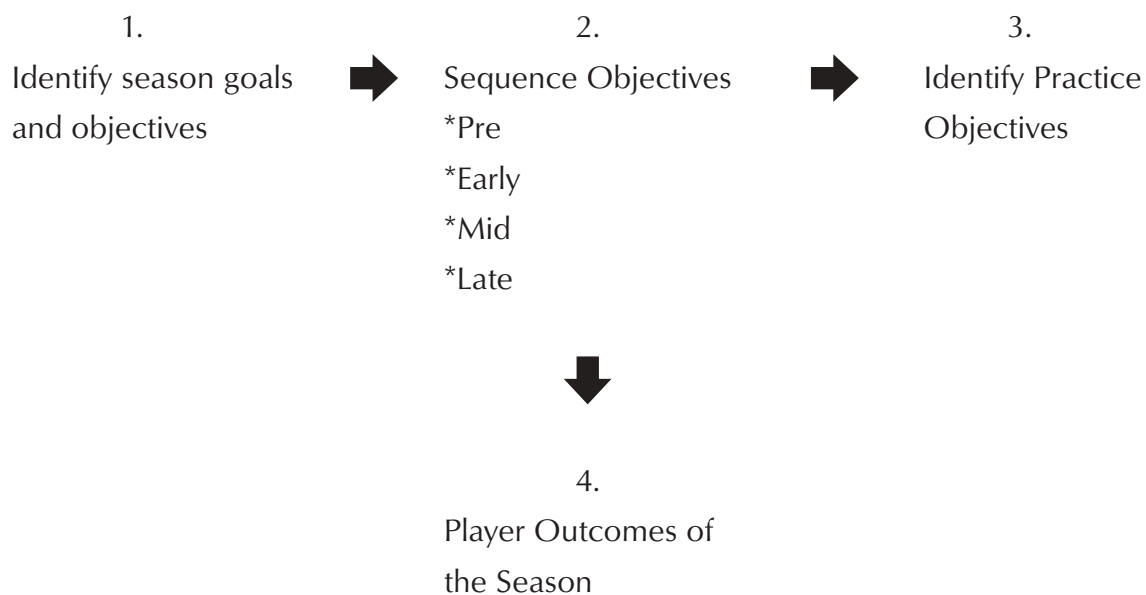 1.
Identify season goals
and objectives
2.
Sequence Objectives
*Pre
*Early
*Mid
*Late
3.
Identify Practice
Objectives
4.
Player Outcomes of
the Season